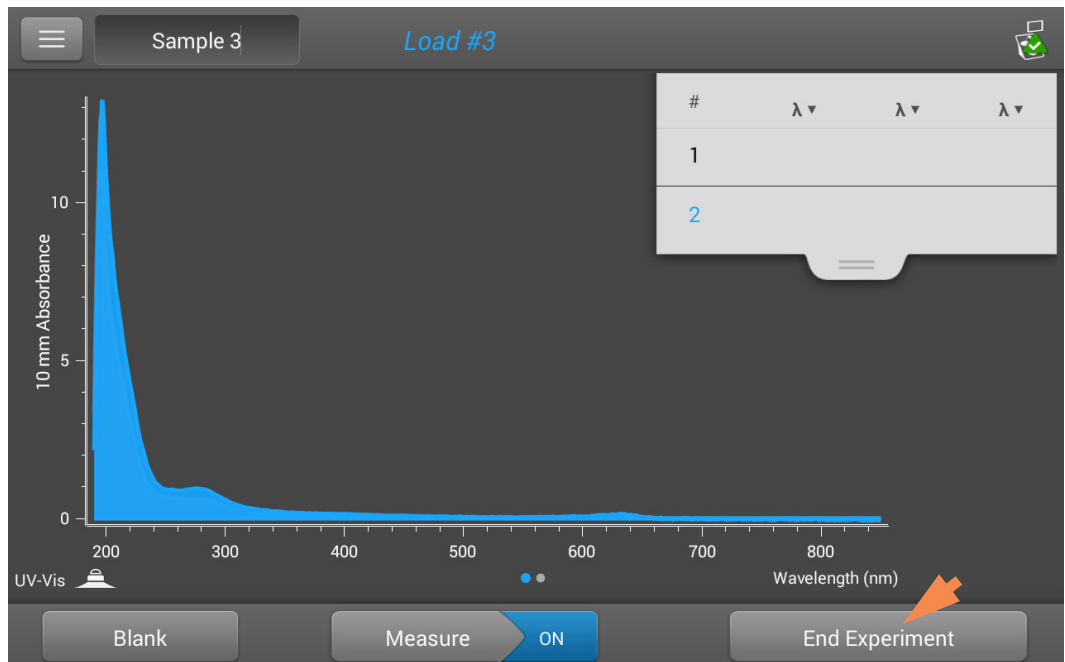 Sample 3
Load #3
# λ ▼ λ ▼ λ ▼
1
2
10 mm Absorbance
10
5
0
200 300 400 500 600 700 800
UV-Vis
Wavelength (nm)
Blank
Measure
ON
End Experiment